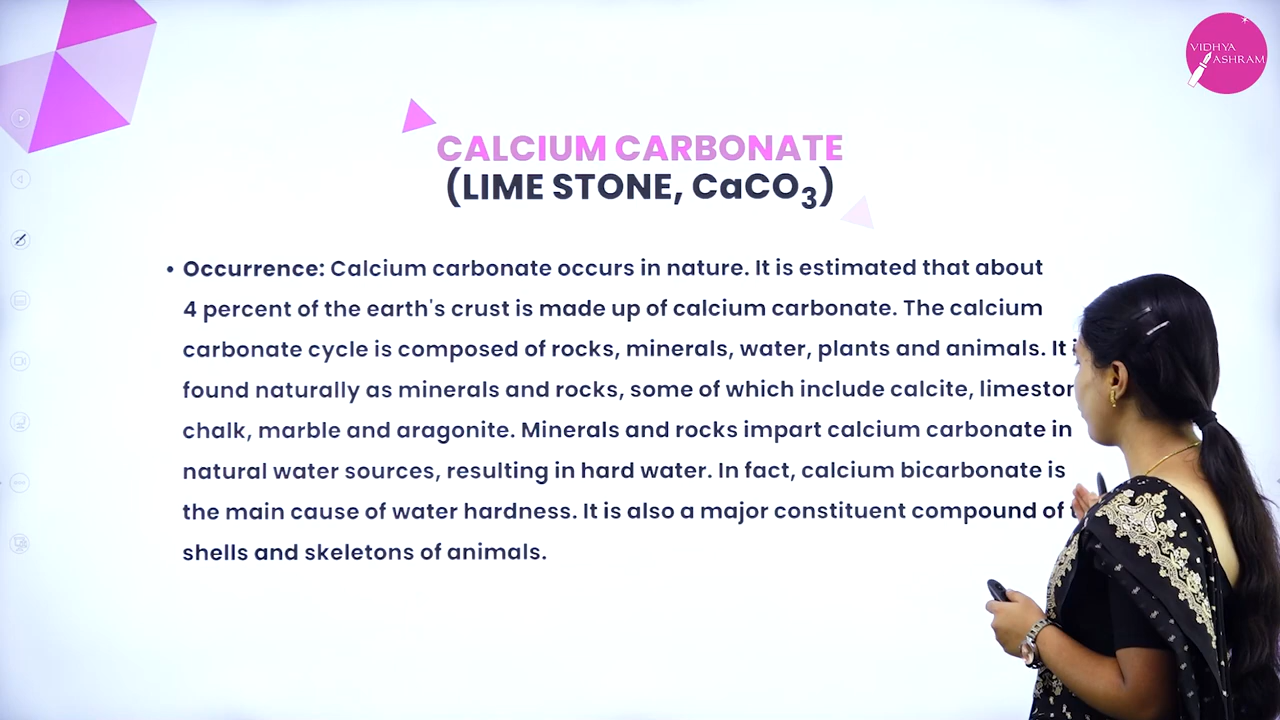 VIDHYA
ASHRAM
CALCIUM CARBONATE
(LIME STONE, CaCO₃)
• Occurrence: Calcium carbonate occurs in nature. It is estimated that about
4 percent of the earth's crust is made up of calcium carbonate. The calcium
carbonate cycle is composed of rocks, minerals, water, plants and animals. It
found naturally as minerals and rocks, some of which include calcite,
chalk, marble and aragonite. Minerals and rocks impart calcium carbonate in
natural water sources, resulting in hard water. In fact, calcium bicarbonate is
the main cause of water hardness. It is also a major constituent compound of
shells and skeletons of animals.